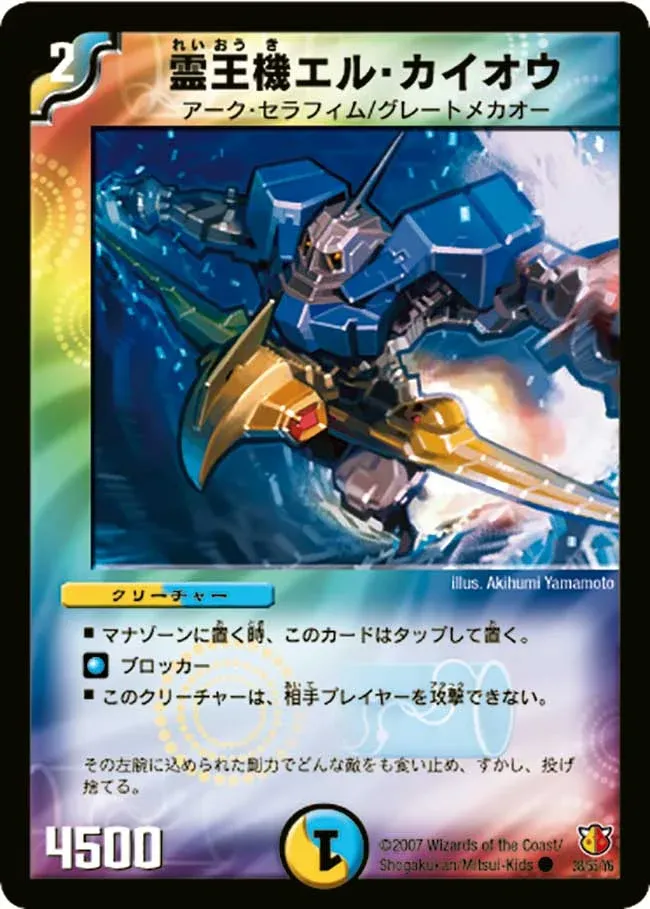 2
れいおう き
霊王機エル・カイオウ
アーク・セラフィム/グレートメカオー
illus. Akihumi Yamamoto
クリーチャー
■ マナゾーンに置く時、このカードはタップして置く。
ブロッカー
■ このクリーチャーは、相手プレイヤーを攻撃できない。
その左腕に込められた剛力でどんな敵をも食い止め、すかし、投げ
捨てる。
4500
1
©2007 Wizards of the Coast/
Shogakukan/Mitsui-Kids
38/55 Y6